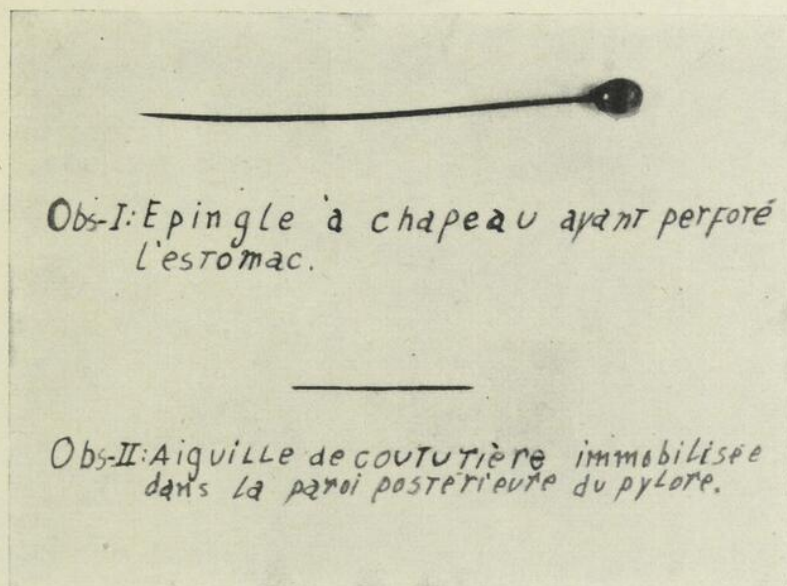 Obs-I: Epingle à chapeau ayant perforé
l'estomac.
Obs-II: Aiguille de couturière immobilisée
dans la paroi postérieure du pylore.